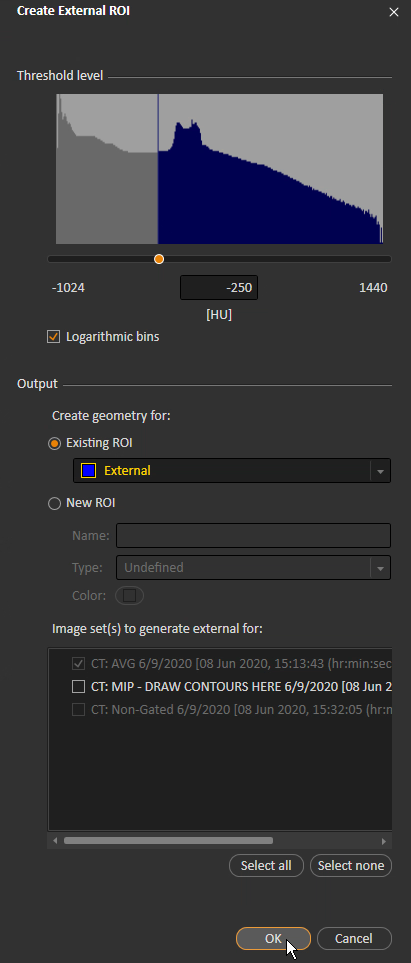 Create External ROI
Threshold level
-1024 -250 1440
[HU]
Logarithmic bins
Output
Create geometry for:
Existing ROI
External
New ROI
Name:
Type: Undefined
Color:
Image set(s) to generate external for:
CT: AVG 6/9/2020 [08 Jun 2020, 15:13:43 (hr:min:sec
CT: MIP - DRAW CONTOURS HERE 6/9/2020 [08 Jun 2
CT: Non-Gated 6/9/2020 [08 Jun 2020, 15:32:05 (hr:n
Select all Select none
OK Cancel